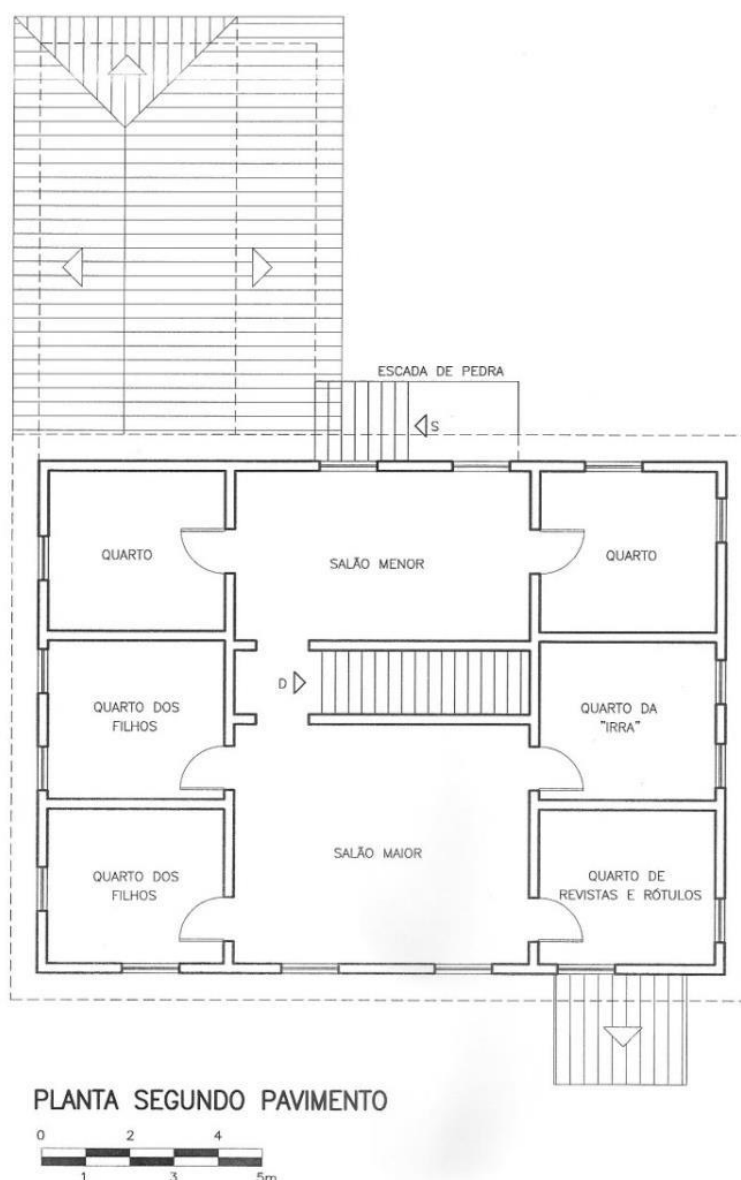 ESCADA DE PEDRA
S
QUARTO
SALÃO MENOR
QUARTO
D
QUARTO DOS
FILHOS
QUARTO DA
"IRRA"
SALÃO MAIOR
QUARTO DOS
FILHOS
QUARTO DE
REVISTAS E RÓTULOS
PLANTA SEGUNDO PAVIMENTO
0 2 4
1 3 5m